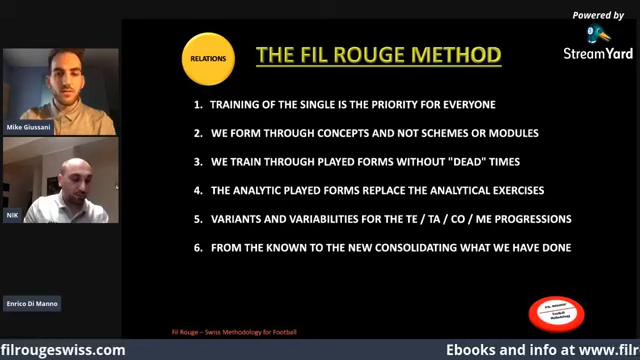 Powered by
StreamYard
RELATIONS
THE FIL ROUGE METHOD
1. TRAINING OF THE SINGLE IS THE PRIORITY FOR EVERYONE
2. WE FORM THROUGH CONCEPTS AND NOT SCHEMES OR MODULES
3. WE TRAIN THROUGH PLAYED FORMS WITHOUT "DEAD" TIMES
4. THE ANALYTIC PLAYED FORMS REPLACE THE ANALYTICAL EXERCISES
5. VARIANTS AND VARIABILITIES FOR THE TE / TA / CO / ME PROGRESSIONS
6. FROM THE KNOWN TO THE NEW CONSOLIDATING WHAT WE HAVE DONE
Mike Giussani
NIK
Enrico Di Manno
Fil Rouge – Swiss Methodology for Football
filrougeswiss.com
Ebooks and info at www.filr